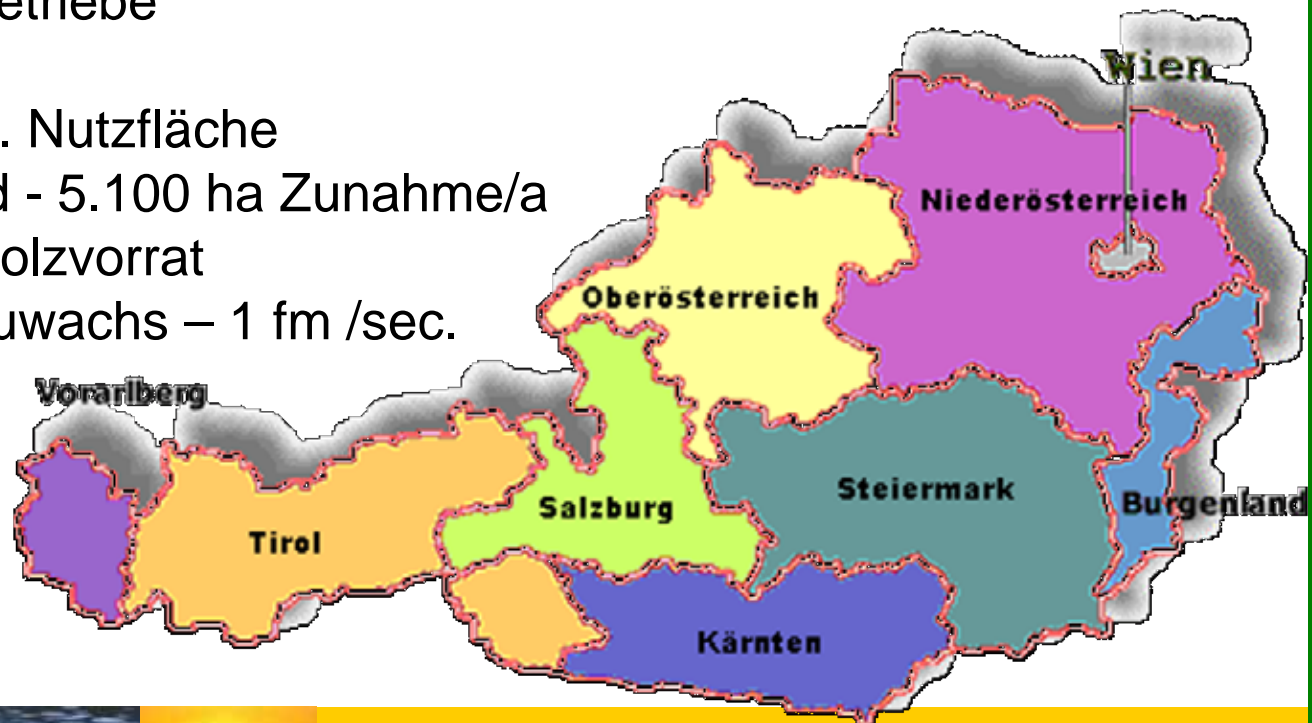 etriebe
. Nutzfläche
d - 5.100 ha Zunahme/a
olzvorrat
uwachs – 1 fm /sec.
Wien
Niederösterreich
Oberösterreich
Vorarlberg
Salzburg
Steiermark
Burgenland
Tirol
Kärnten